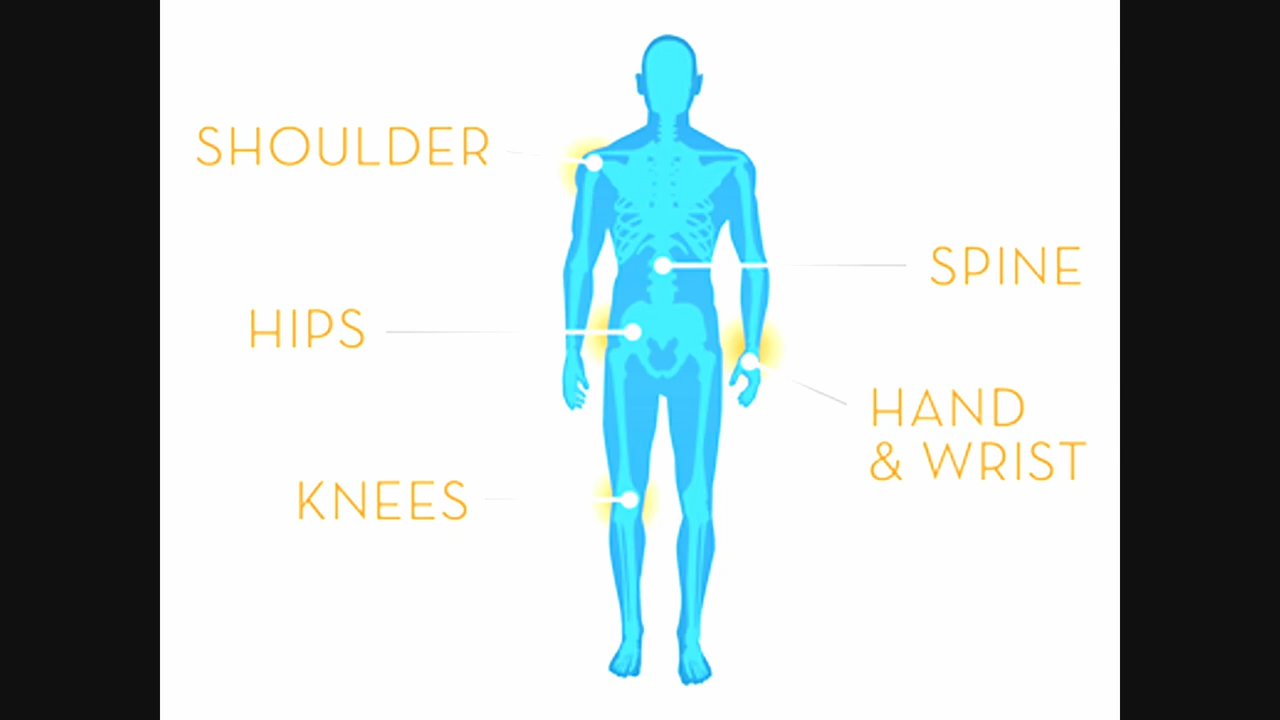 SHOULDER
SPINE
HIPS
HAND
& WRIST
KNEES